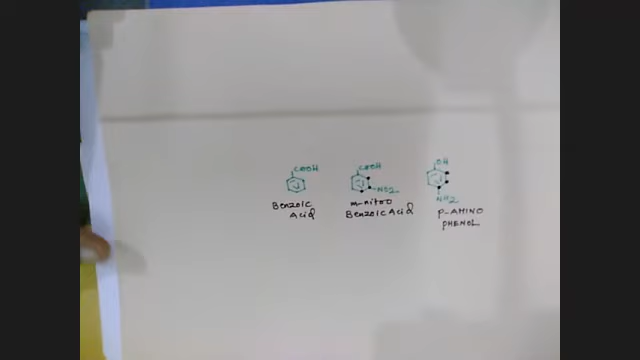 COOH
COOH
NO2
OH
NH2
Benzoic
Acid
m-nitro
Benzoic Acid
P-AMINO
PHENOL